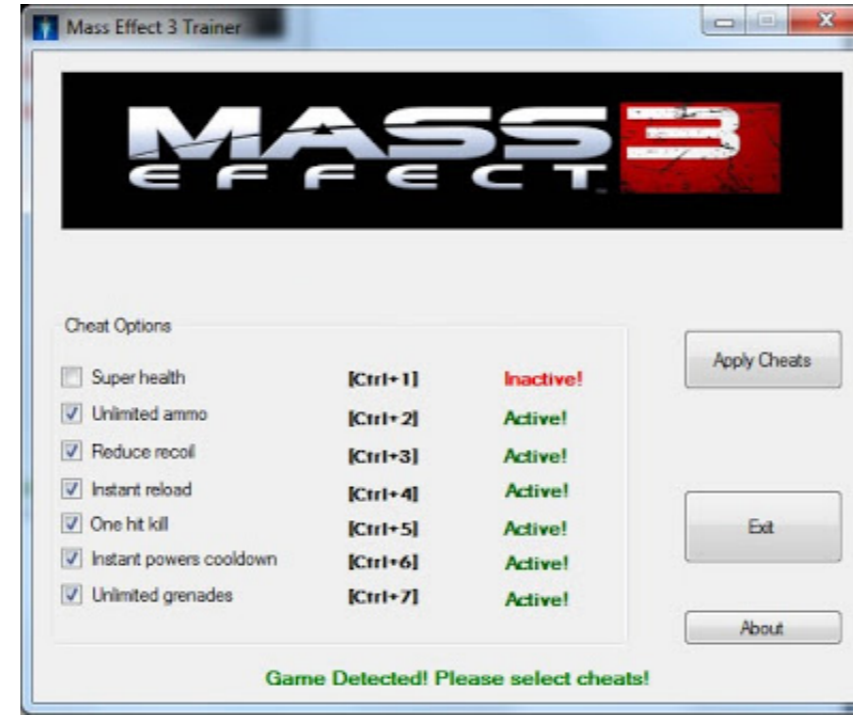 Mass Effect 3 Trainer
MASS 3
EFFECT™
Cheat Options
Super health [Ctrl+1] Inactive!
Unlimited ammo [Ctrl+2] Active!
Reduce recoil [Ctrl+3] Active!
Instant reload [Ctrl+4] Active!
One hit kill [Ctrl+5] Active!
Instant powers cooldown [Ctrl+6] Active!
Unlimited grenades [Ctrl+7] Active!
Apply Cheats
Exit
About
Game Detected! Please select cheats!